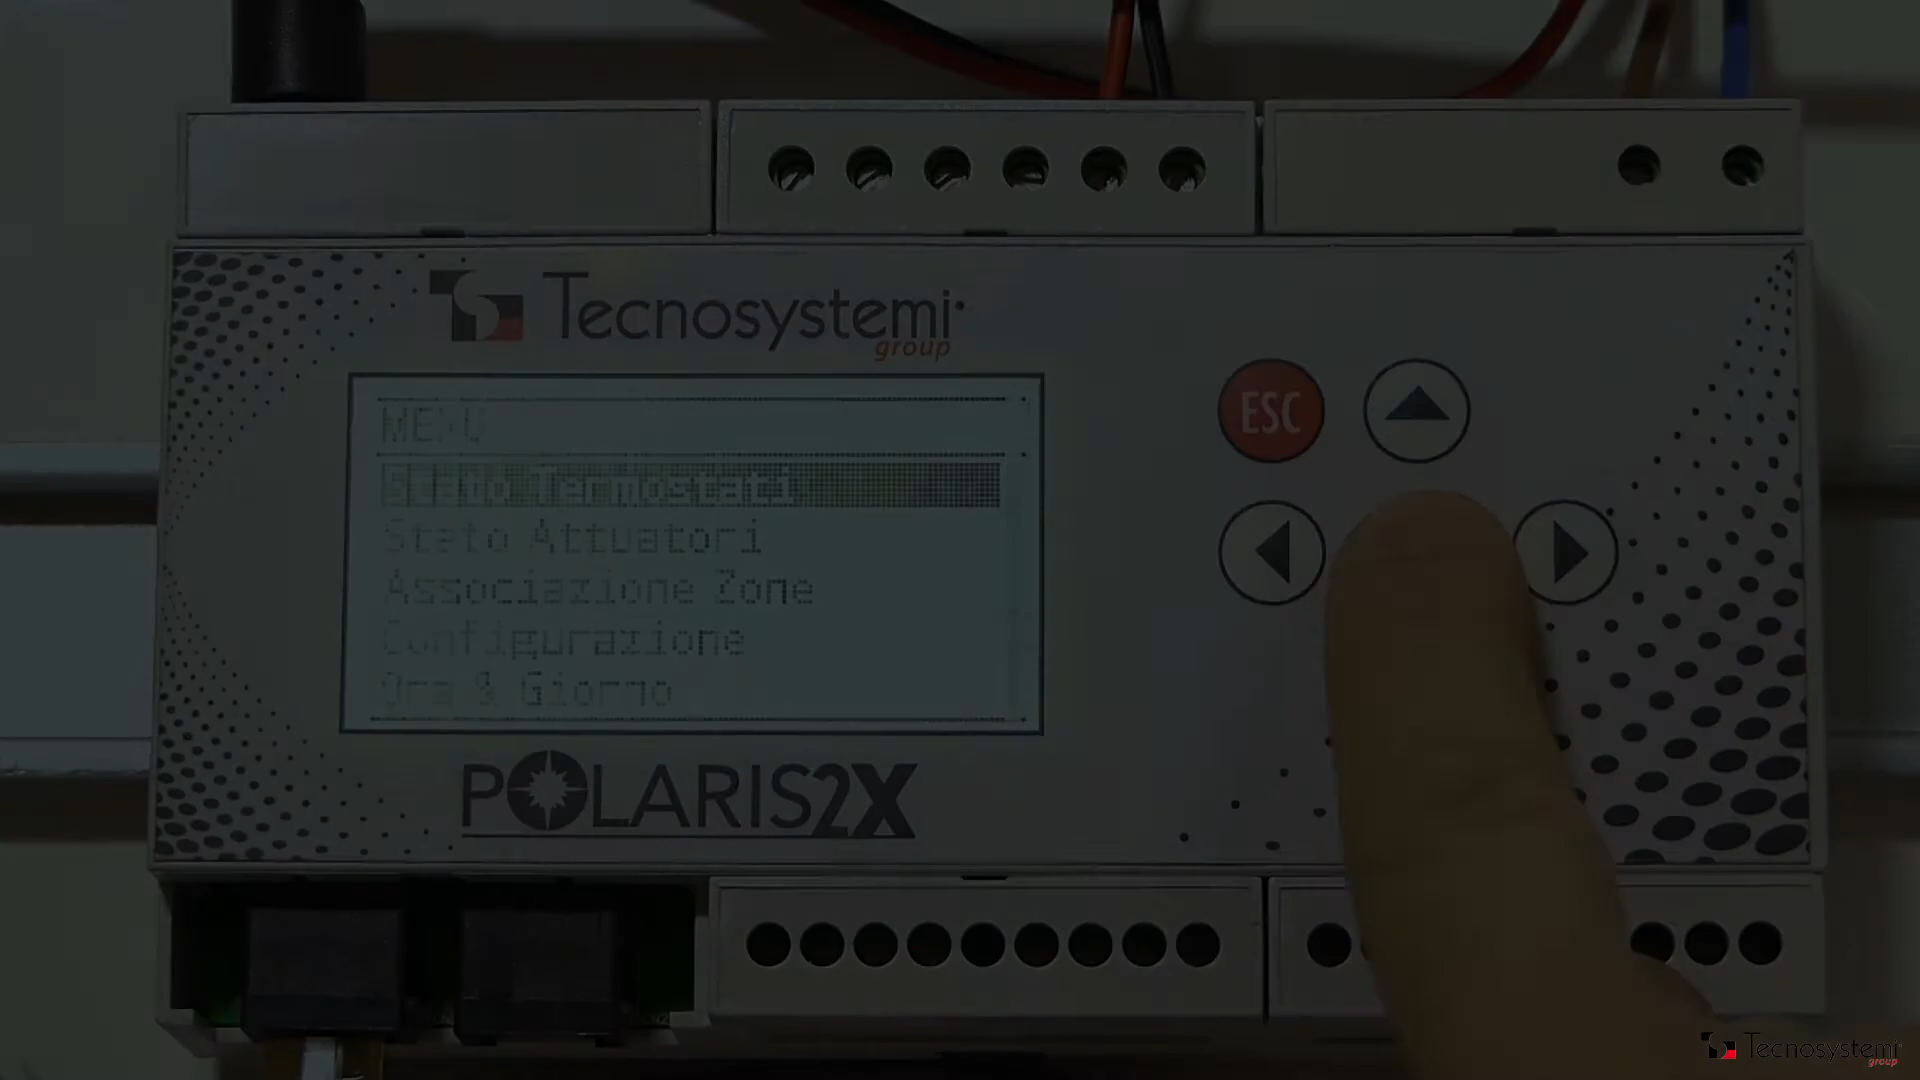 Tecnosystemi
group
MENU
Stato Termostati
Stato Attuatori
Associazione Zone
Configurazione
Ora & Giorno
ESC
POLARIS2X
Tecnosystemi
group